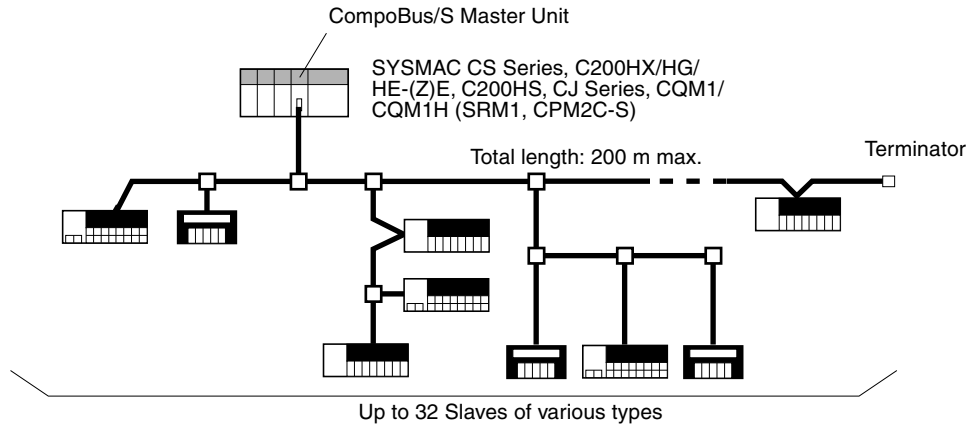 CompoBus/S Master Unit
SYSMAC CS Series, C200HX/HG/
HE-(Z)E, C200HS, CJ Series, CQM1/
CQM1H (SRM1, CPM2C-S)
Total length: 200 m max.
Terminator
Up to 32 Slaves of various types